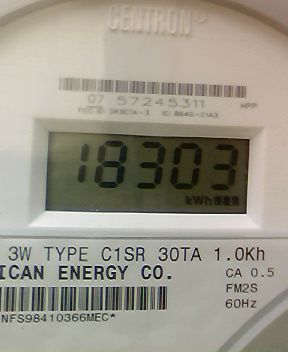 CENTRON
07 57245311
HPP
18303
kWh
3W TYPE C1SR 30TA 1.0Kh
ICAN ENERGY CO.
CA 0.5
FM2S
60Hz
NFS98410366MEC*